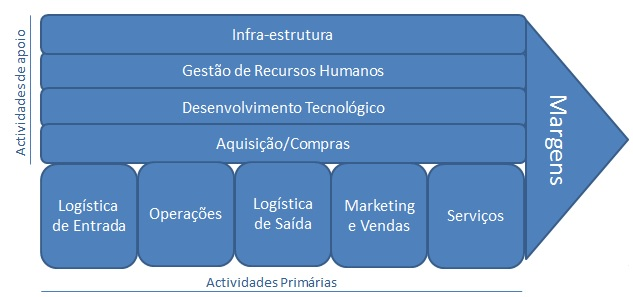 Actividades de apoio
Infra-estrutura
Gestão de Recursos Humanos
Desenvolvimento Tecnológico
Aquisição/Compras
Logística
de Entrada
Operações
Logística
de Saída
Marketing
e Vendas
Serviços
Margens
Actividades Primárias